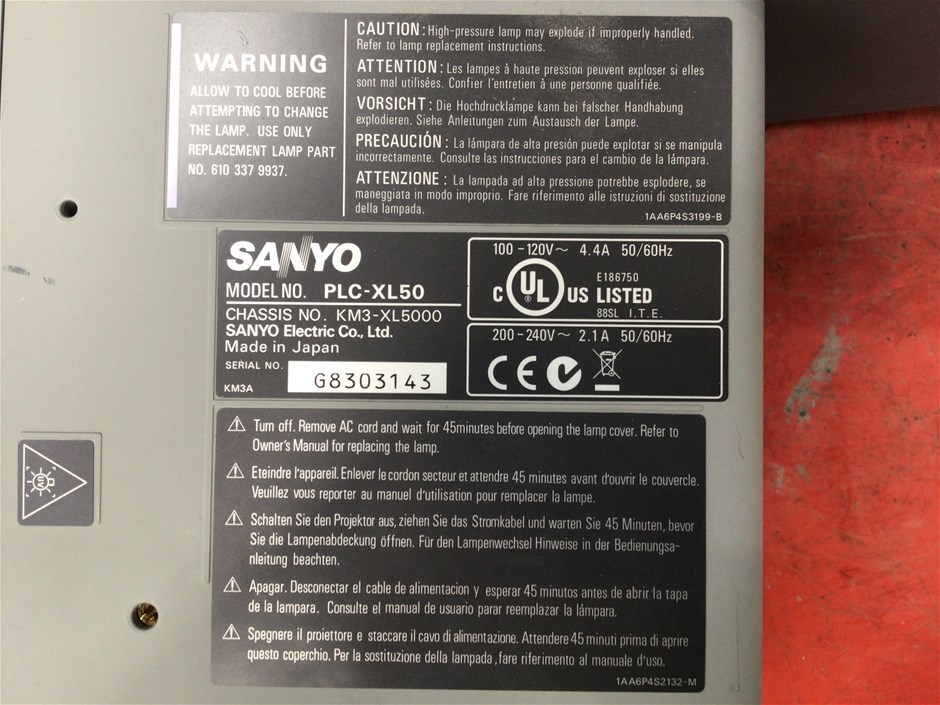 WARNING
ALLOW TO COOL BEFORE
ATTEMPTING TO CHANGE
THE LAMP. USE ONLY
REPLACEMENT LAMP PART
NO. 610 337 9937.
CAUTION : High-pressure lamp may explode if improperly handled.
Refer to lamp replacement instructions.
ATTENTION : Les lampes à haute pression peuvent exploser si elles
sont mal utilisées. Confier l'entretien à une personne qualifiée.
VORSICHT : Die Hochdrucklampe kann bei falscher Handhabung
explodieren. Siehe Anleitungen zum Austausch der Lampe.
PRECAUCIÓN : La lámpara de alta presión puede explotar si se manipula
incorrectamente. Consulte las instrucciones para el cambio de la lámpara.
ATTENZIONE : La lampada ad alta pressione potrebbe esplodere, se
maneggiata in modo improprio. Fare riferimento alle istruzioni di sostituzione
della lampada.
1AA6P4S3199-B
SANYO
MODEL NO. PLC-XL50
CHASSIS NO. KM3-XL5000
SANYO Electric Co., Ltd.
Made in Japan
SERIAL NO.
G8303143
KM3A
100-120V～ 4.4A 50/60Hz
C UL US LISTED
E186750
88SL I.T.E.
200-240V～ 2.1A 50/60Hz
CE
UV
Turn off. Remove AC cord and wait for 45minutes before opening the lamp cover. Refer to
Owner's Manual for replacing the lamp.
Eteindre l'appareil. Enlever le cordon secteur et attendre 45 minutes avant d'ouvrir le couvercle.
Veuillez vous reporter au manuel d'utilisation pour remplacer la lampe.
Schalten Sie den Projektor aus, ziehen Sie das Stromkabel und warten Sie 45 Minuten, bevor
Sie die Lampenabdeckung öffnen. Für den Lampenwechsel Hinweise in der Bedienungsa-
nleitung beachten.
Apagar. Desconectar el cable de alimentacion y esperar 45 minutos antes de abrir la tapa
de la lampara. Consulte el manual de usuario parar reemplazar la lámpara.
Spegnere il proiettore e staccare il cavo di alimentazione. Attendere 45 minuti prima di aprire
questo coperchio. Per la sostituzione della lampada ,fare riferimento al manuale d'uso.
1AA6P4S2132-M